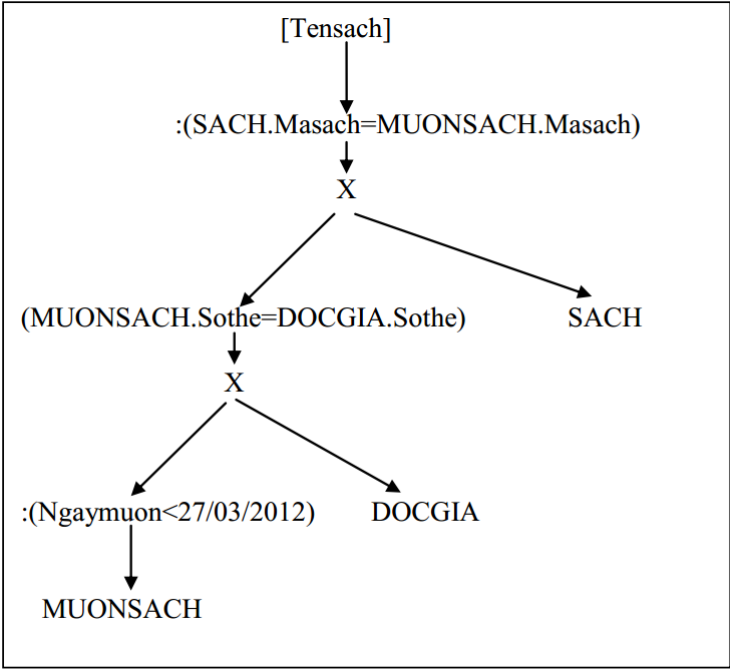 [Tensach]
:(SACH.Masach=MUONSACH.Masach)
X
(MUONSACH.Sothe=DOCGIA.Sothe)
SACH
X
:(Ngaymuon<27/03/2012)
DOCGIA
MUONSACH